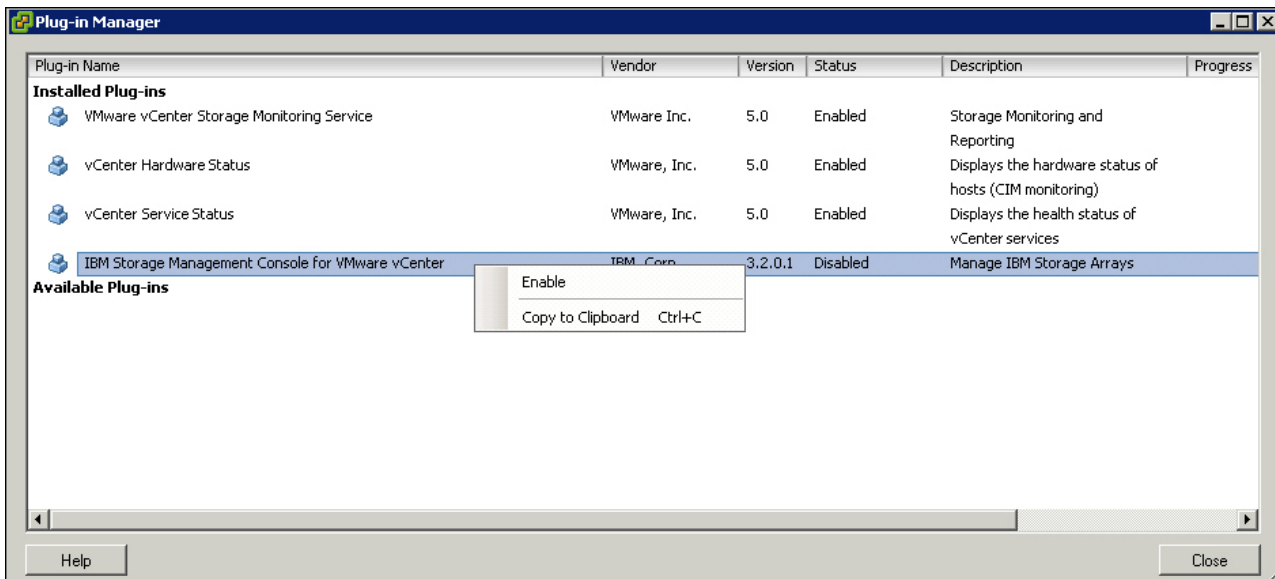 Plug-in Manager
Plug-in Name Vendor Version Status Description Progress
Installed Plug-ins
VMware vCenter Storage Monitoring Service VMware Inc. 5.0 Enabled Storage Monitoring and
Reporting
vCenter Hardware Status VMware, Inc. 5.0 Enabled Displays the hardware status of
hosts (CIM monitoring)
vCenter Service Status VMware, Inc. 5.0 Enabled Displays the health status of
vCenter services
IBM Storage Management Console for VMware vCenter IBM Corp 3.2.0.1 Disabled Manage IBM Storage Arrays
Available Plug-ins
Enable
Copy to Clipboard Ctrl+C
Help Close